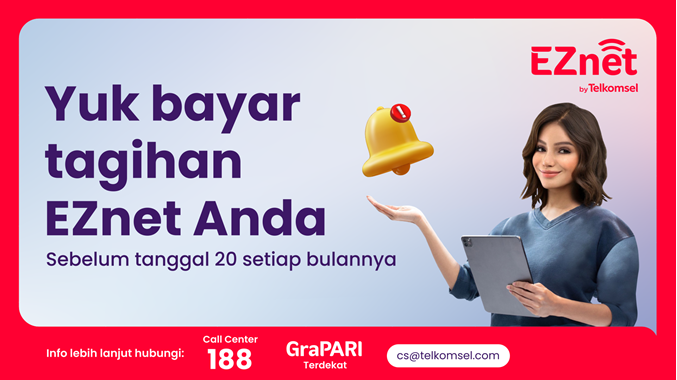 EZnet
by Telkomsel
Yuk bayar
tagihan
EZnet Anda
Sebelum tanggal 20 setiap bulannya
Info lebih lanjut hubungi:
Call Center
188
GraPARI
Terdekat
cs@telkomsel.com